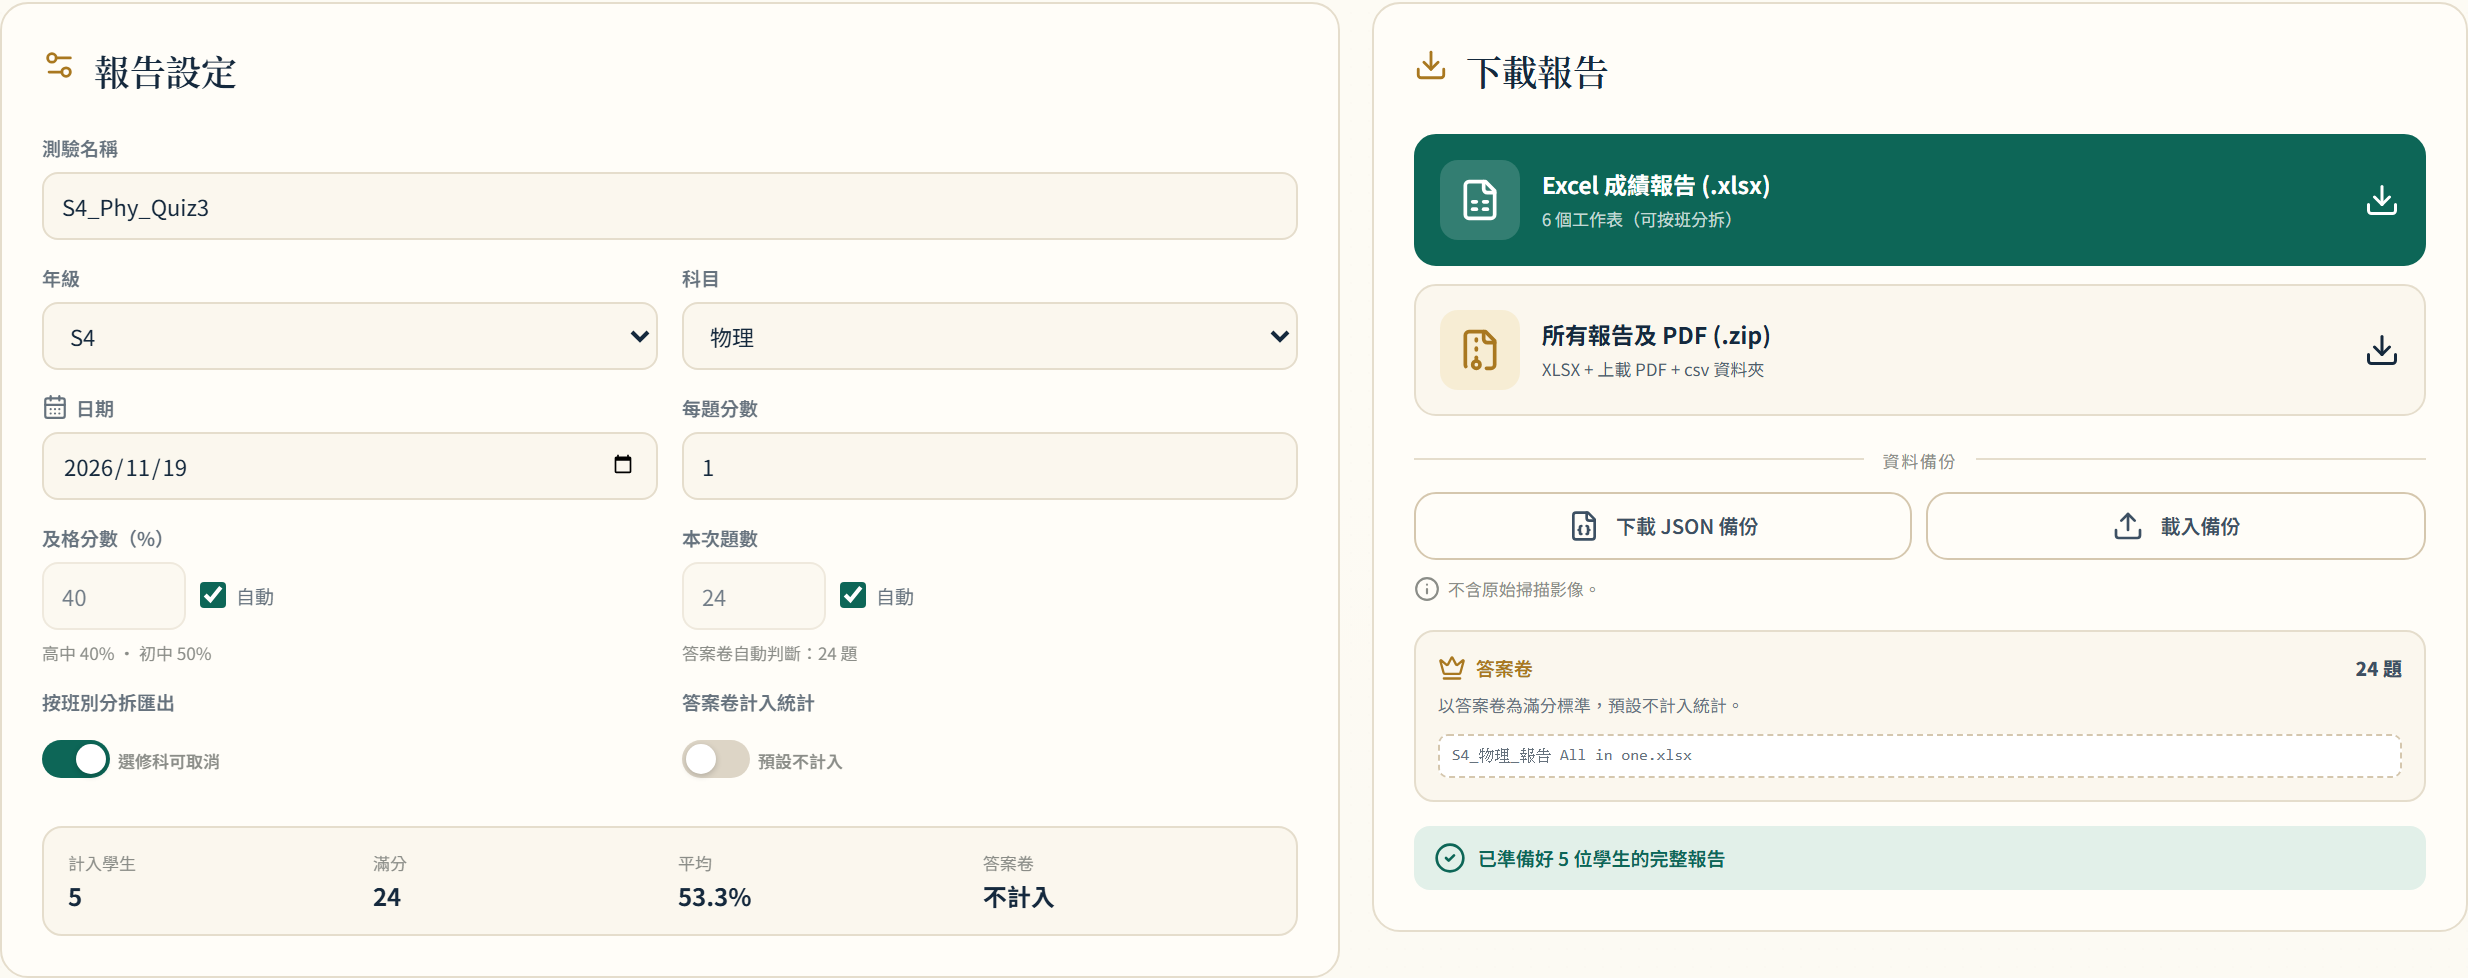 報告設定
測驗名稱
S4_Phy_Quiz3
年級
S4
科目
物理
日期
2026/11/19
每題分數
1
及格分數（%）
40
自動
高中 40% · 初中 50%
本次題數
24
自動
答案卷自動判斷：24 題
按班別分拆匯出
選修科可取消
答案卷計入統計
預設不計入
計入學生
5
滿分
24
平均
53.3%
答案卷
不計入
下載報告
Excel 成績報告 (.xlsx)
6 個工作表（可按班分拆）
所有報告及 PDF (.zip)
XLSX + 上載 PDF + csv 資料夾
資料備份
下載 JSON 備份
載入備份
不含原始掃描影像。
答案卷
24 題
以答案卷為滿分標準，預設不計入統計。
S4_物理_報告 All in one.xlsx
已準備好 5 位學生的完整報告